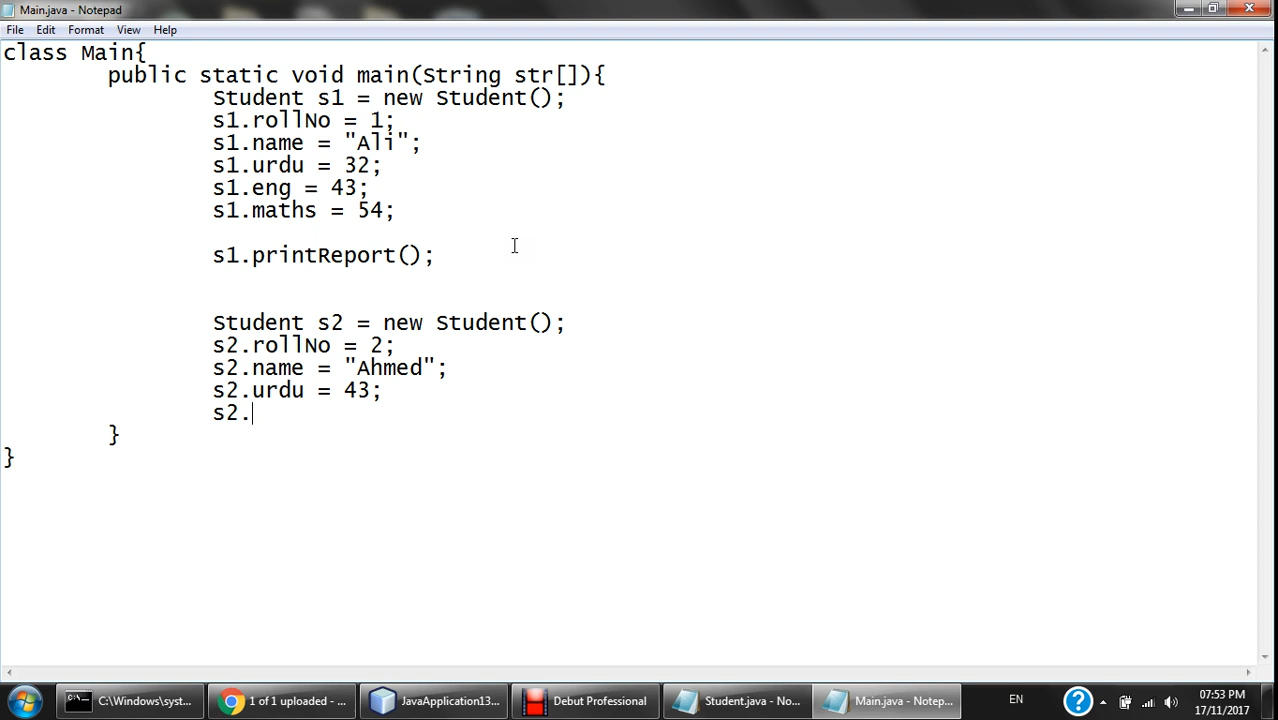 Main.java - Notepad
File Edit Format View Help
class Main{
public static void main(String str[]){
Student s1 = new Student();
s1.rollNo = 1;
s1.name = "Ali";
s1.urdu = 32;
s1.eng = 43;
s1.maths = 54;
s1.printReport();
Student s2 = new Student();
s2.rollNo = 2;
s2.name = "Ahmed";
s2.urdu = 43;
s2.
}
}
C:\Windows\syst... 1 of 1 uploaded - ... JavaApplication13... Debut Professional Student.java - No... Main.java - Notep... EN 07:53 PM
17/11/2017